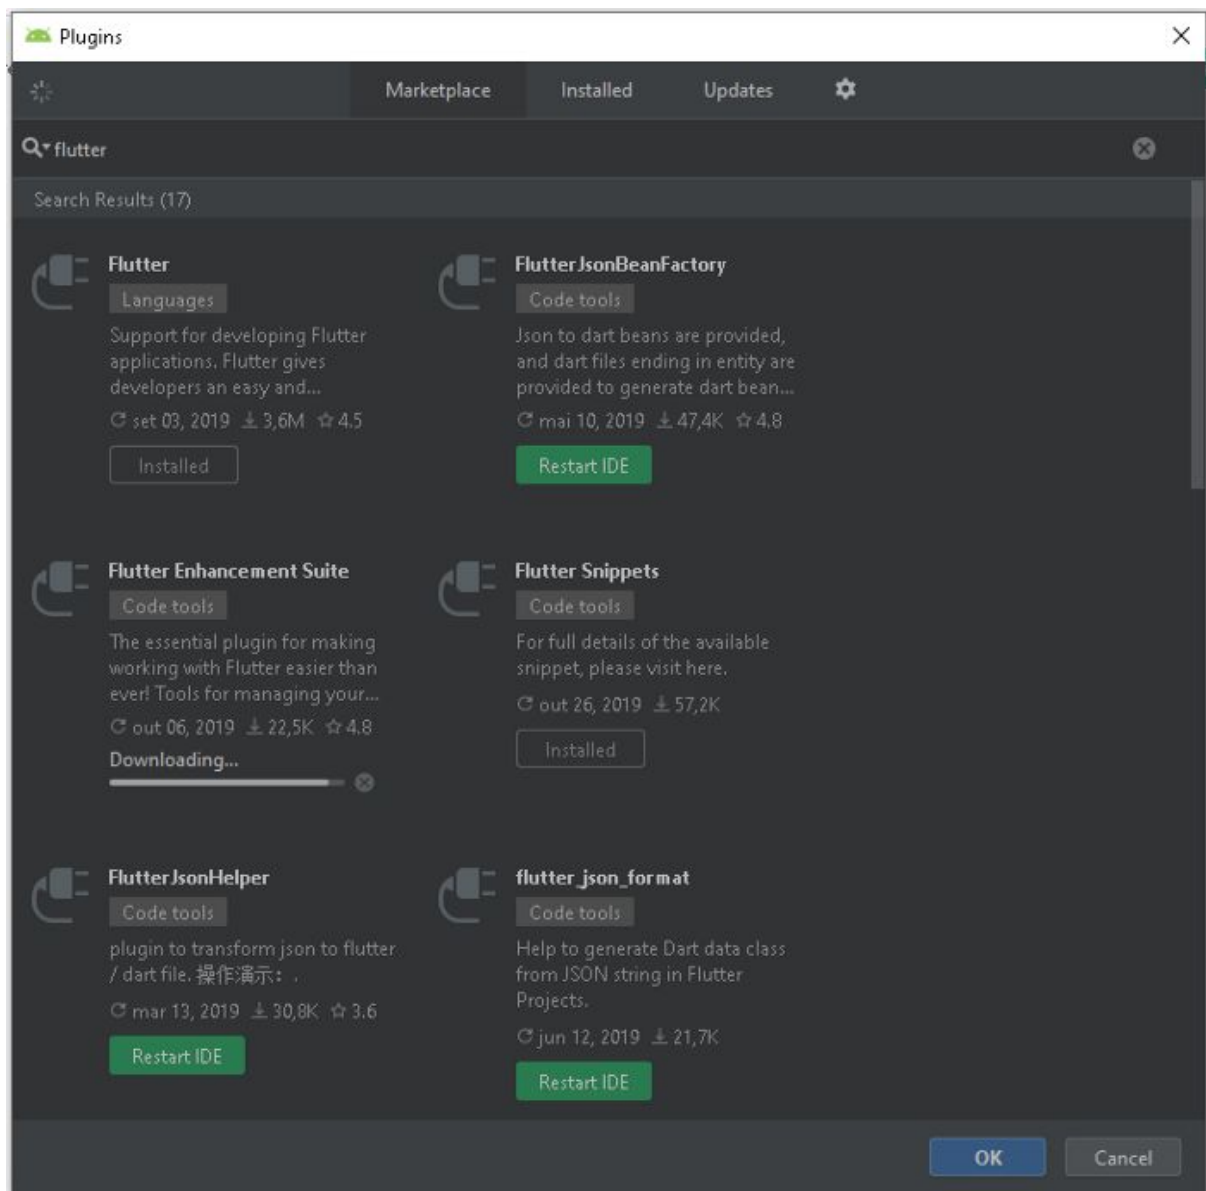 Plugins
Marketplace Installed Updates
flutter
Search Results (17)
Flutter
Languages
Support for developing Flutter
applications. Flutter gives
developers an easy and...
set 03, 2019 3,6M 4.5
Installed
FlutterJsonBeanFactory
Code tools
Json to dart beans are provided,
and dart files ending in entity are
provided to generate dart bean...
mai 10, 2019 47,4K 4.8
Restart IDE
Flutter Enhancement Suite
Code tools
The essential plugin for making
working with Flutter easier than
ever! Tools for managing your...
out 06, 2019 22,5K 4.8
Downloading...
Flutter Snippets
Code tools
For full details of the available
snippet, please visit here.
out 26, 2019 57,2K
Installed
FlutterJsonHelper
Code tools
plugin to transform json to flutter
/ dart file. 操作演示: .
mar 13, 2019 30,8K 3.6
Restart IDE
flutter_json_format
Code tools
Help to generate Dart data class
from JSON string in Flutter
Projects.
jun 12, 2019 21,7K
Restart IDE
OK Cancel